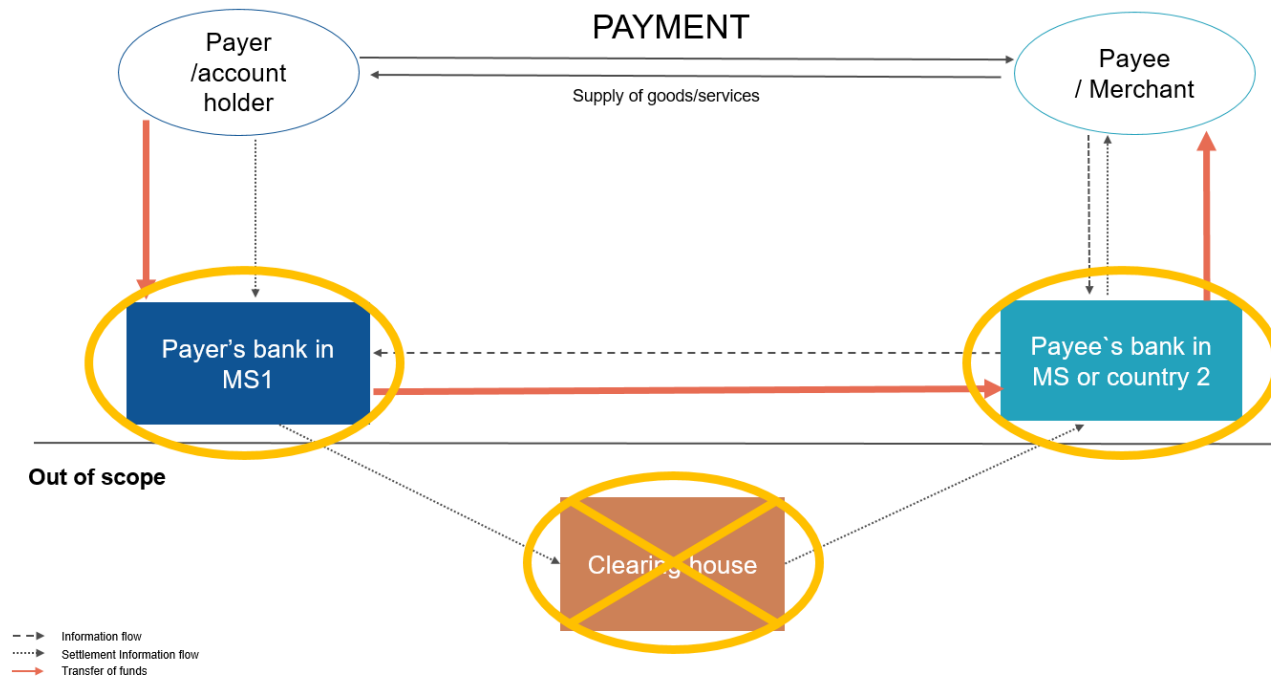 PAYMENT
Payer
/account
holder
Payee
/ Merchant
Supply of goods/services
Payer’s bank in
MS1
Payee`s bank in
MS or country 2
Out of scope
Clearing house
Information flow
Settlement Information flow
Transfer of funds